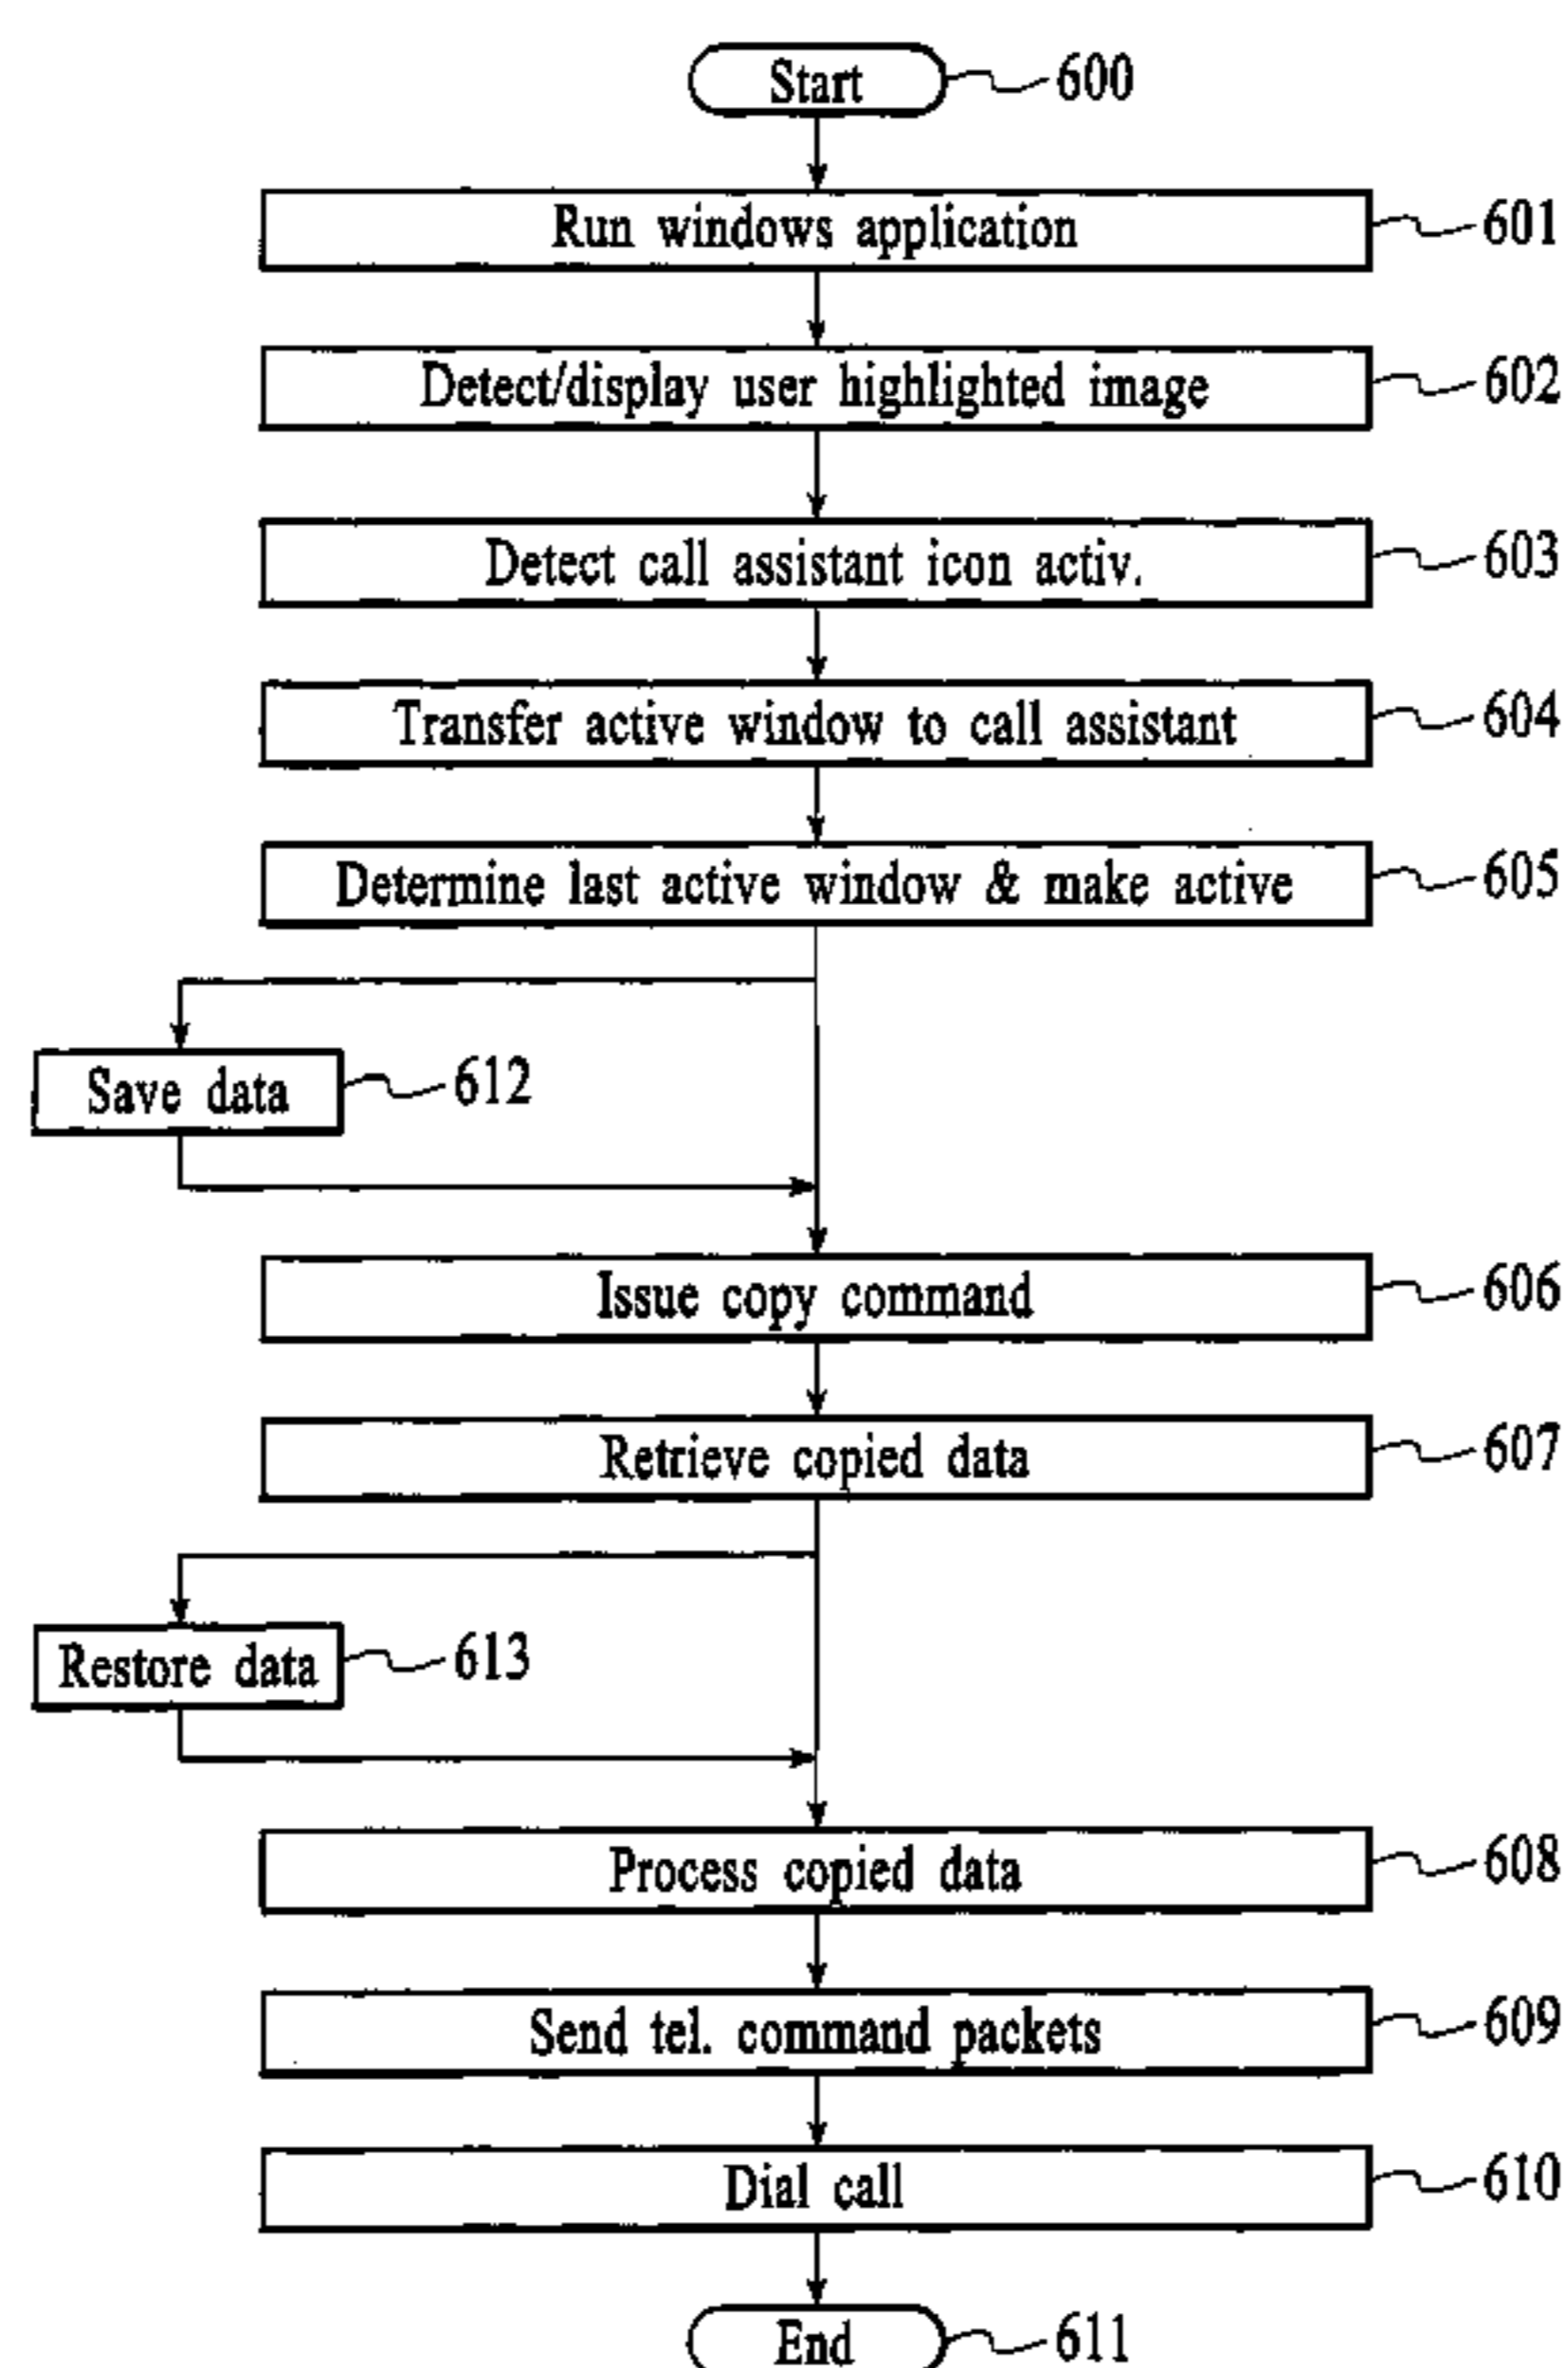 Start 600
Run windows application 601
Detect/display user highlighted image 602
Detect call assistant icon activ. 603
Transfer active window to call assistant 604
Determine last active window & make active 605
Save data 612
Issue copy command 606
Retrieve copied data 607
Restore data 613
Process copied data 608
Send tel. command packets 609
Dial call 610
End 611